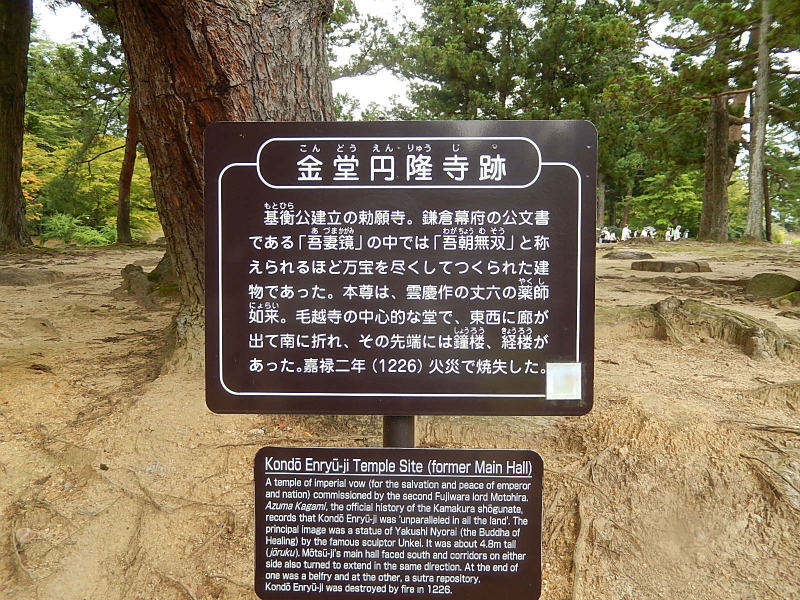 こんどうえんりゅうじ
金堂円隆寺跡
もとひら
基衡公建立の勅願寺。鎌倉幕府の公文書
あづまかがみ わがちょうむそう
である「吾妻鏡」の中では「吾朝無双」と称
えられるほど万宝を尽くしてつくられた建
やくし
物であった。本尊は、雲慶作の丈六の薬師
にょらい
如来。毛越寺の中心的な堂で、東西に廊が
しょうろう きょうろう
出て南に折れ、その先端には鐘楼、経楼が
あった。嘉禄二年（1226）火災で焼失した。
Kondō Enryū-ji Temple Site (former Main Hall)
A temple of imperial vow (for the salvation and peace of emperor
and nation) commissioned by the second Fujiwara lord Motohira.
Azuma Kagami, the official history of the Kamakura shōgunate,
records that Kondō Enryū-ji was 'unparalleled in all the land'. The
principal image was a statue of Yakushi Nyorai (the Buddha of
Healing) by the famous sculptor Unkei. It was about 4.8m tall
(jōruku). Mōtsū-ji's main hall faced south and corridors on either
side also turned to extend in the same direction. At the end of
one was a belfry and at the other, a sutra repository.
Kondō Enryū-ji was destroyed by fire in 1226.